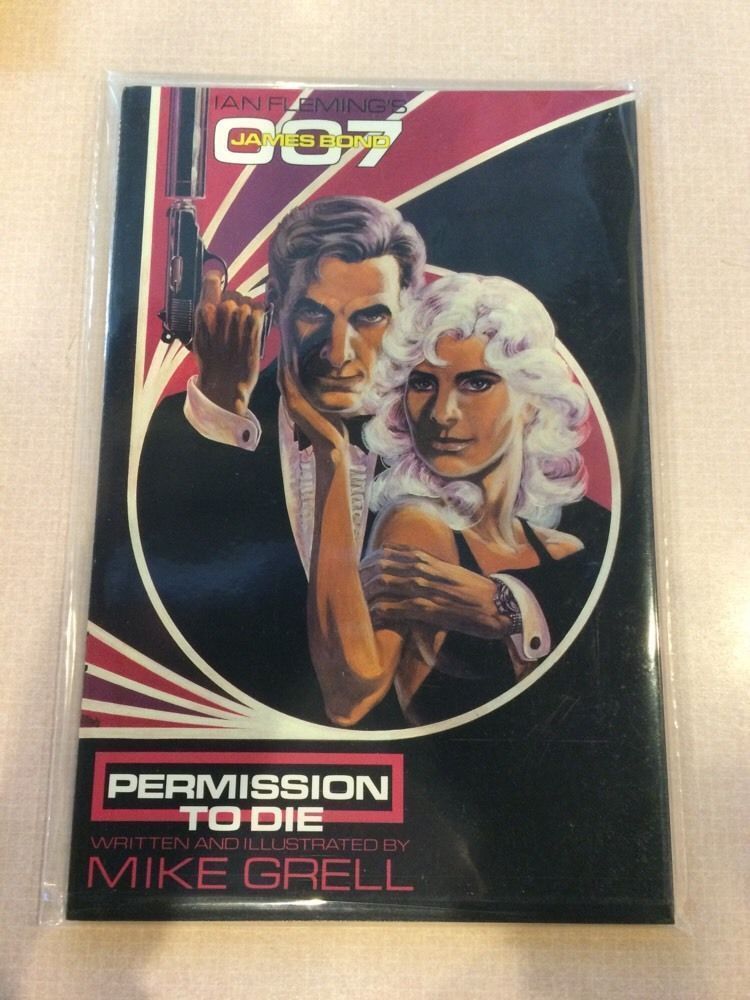 IAN FLEMING'S
007
JAMES BOND
PERMISSION
TO DIE
WRITTEN AND ILLUSTRATED BY
MIKE GRELL